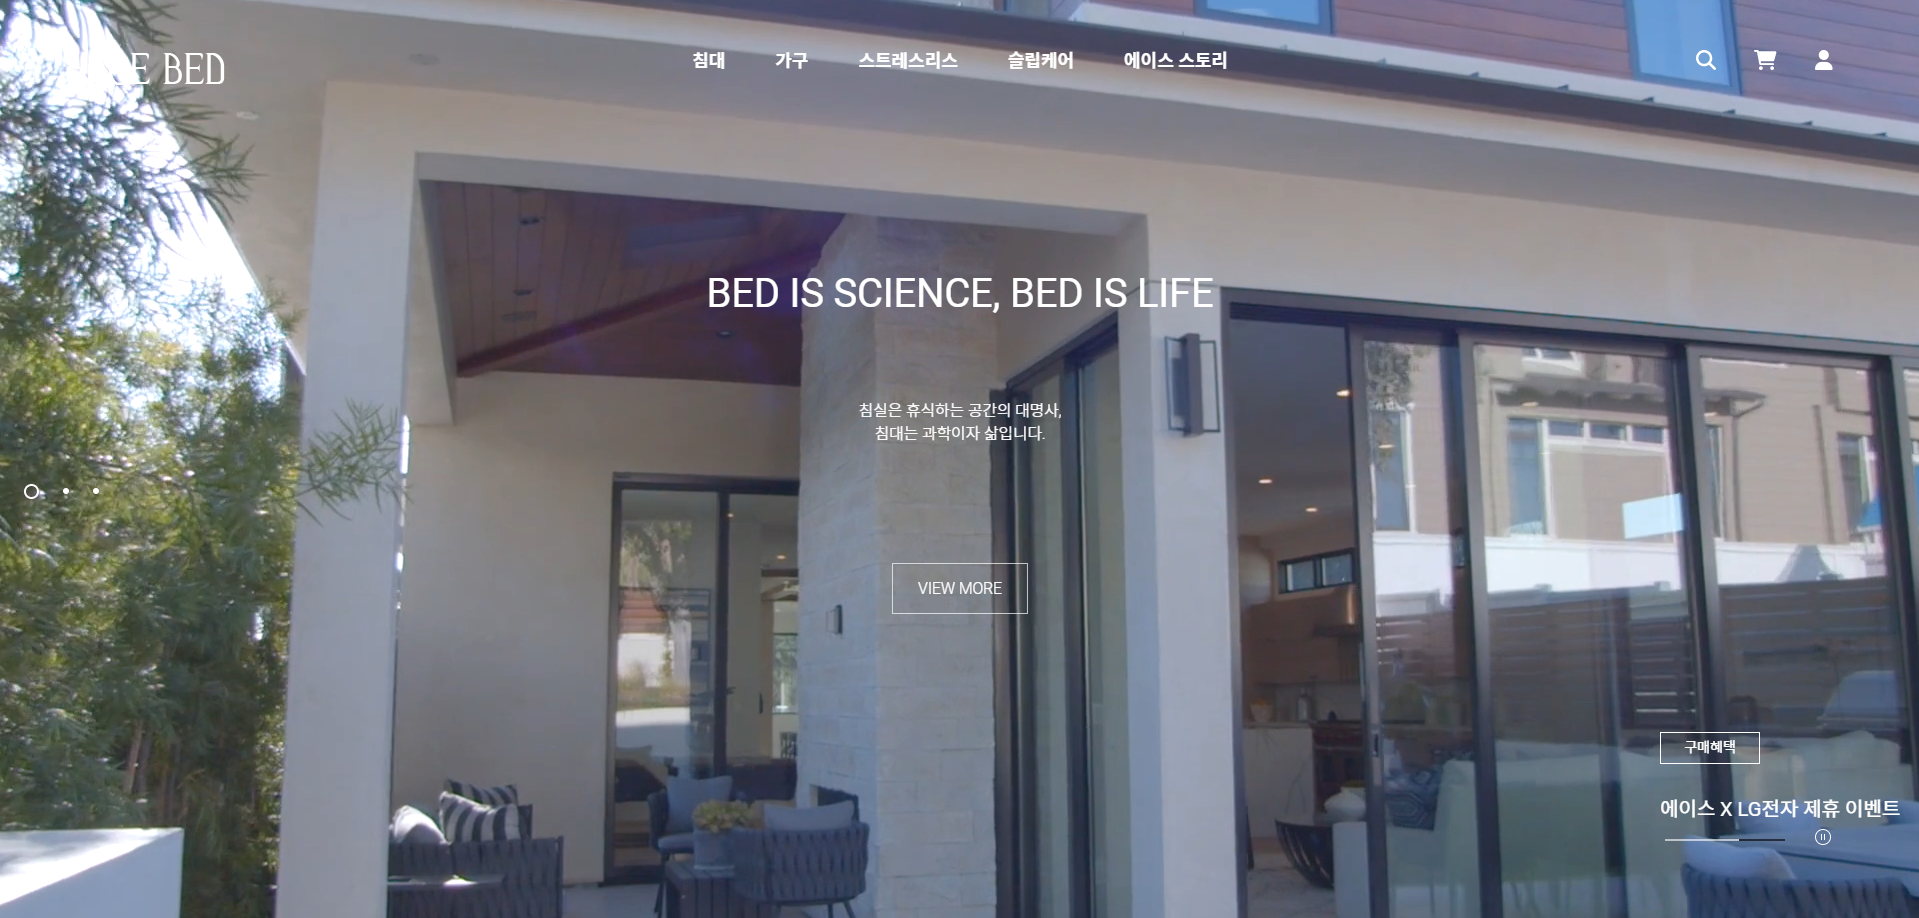 BED
침대 가구 스트레스리스 슬립케어 에이스 스토리
BED IS SCIENCE, BED IS LIFE
침실은 휴식하는 공간의 대명사,
침대는 과학이자 삶입니다.
VIEW MORE
구매혜택
에이스 X LG전자 제휴 이벤트